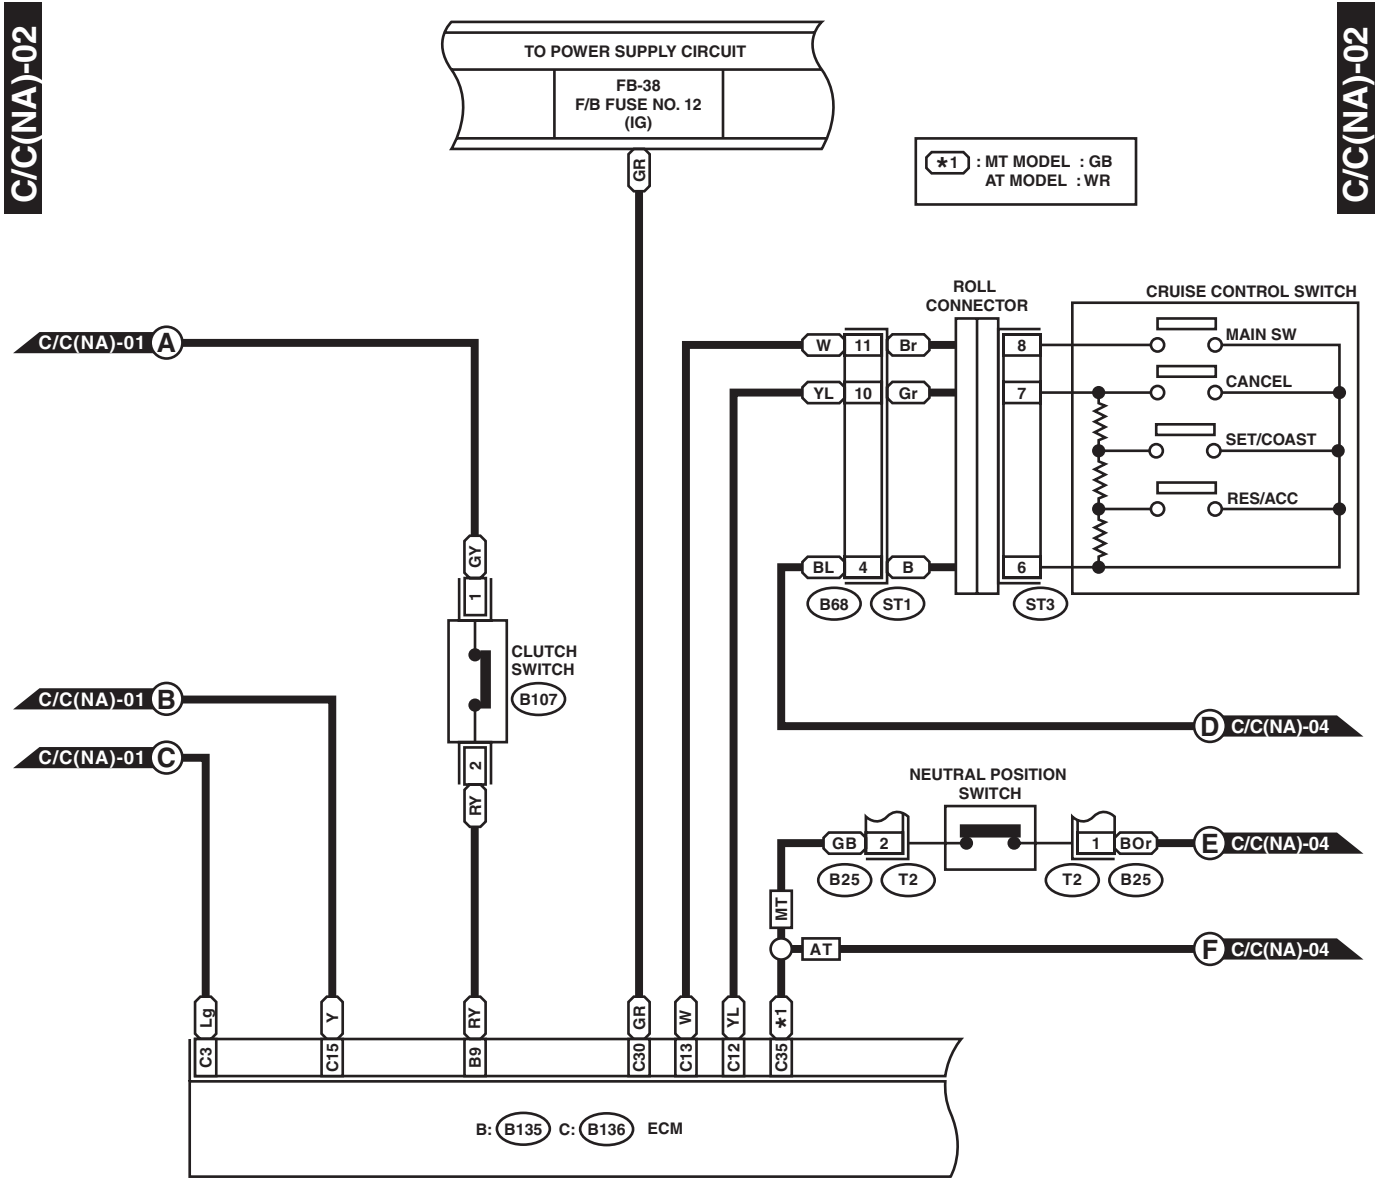 C/C(NA)-02
C/C(NA)-02
TO POWER SUPPLY CIRCUIT
FB-38
F/B FUSE NO. 12
(IG)
GR
*1 : MT MODEL : GB
AT MODEL : WR
ROLL
CONNECTOR
CRUISE CONTROL SWITCH
C/C(NA)-01 A
W 11 Br 8 MAIN SW
YL 10 Gr 7 CANCEL
SET/COAST
RES/ACC
GY
1
BL 4 B 6
B68 ST1 ST3
CLUTCH
SWITCH
B107
C/C(NA)-01 B
D C/C(NA)-04
C/C(NA)-01 C
2
RY
NEUTRAL POSITION
SWITCH
GB 2 1 BOr E C/C(NA)-04
B25 T2 T2 B25
MT
AT F C/C(NA)-04
Lg Y RY GR W YL *1
C3 C15 B9 C30 C13 C12 C35
B: B135 C: B136 ECM